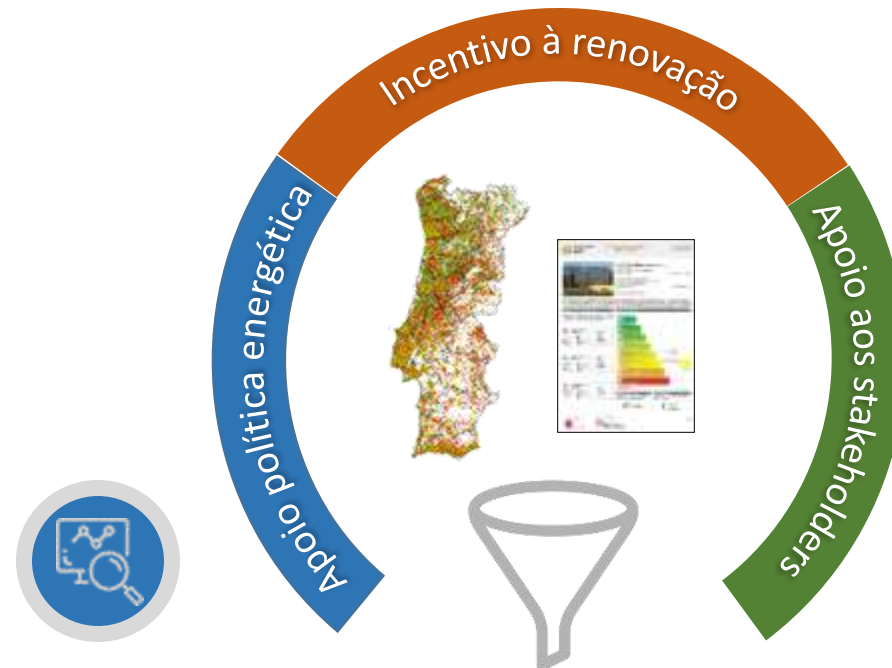 Apoio política energética
Incentivo à renovação
Apoio aos stakeholders